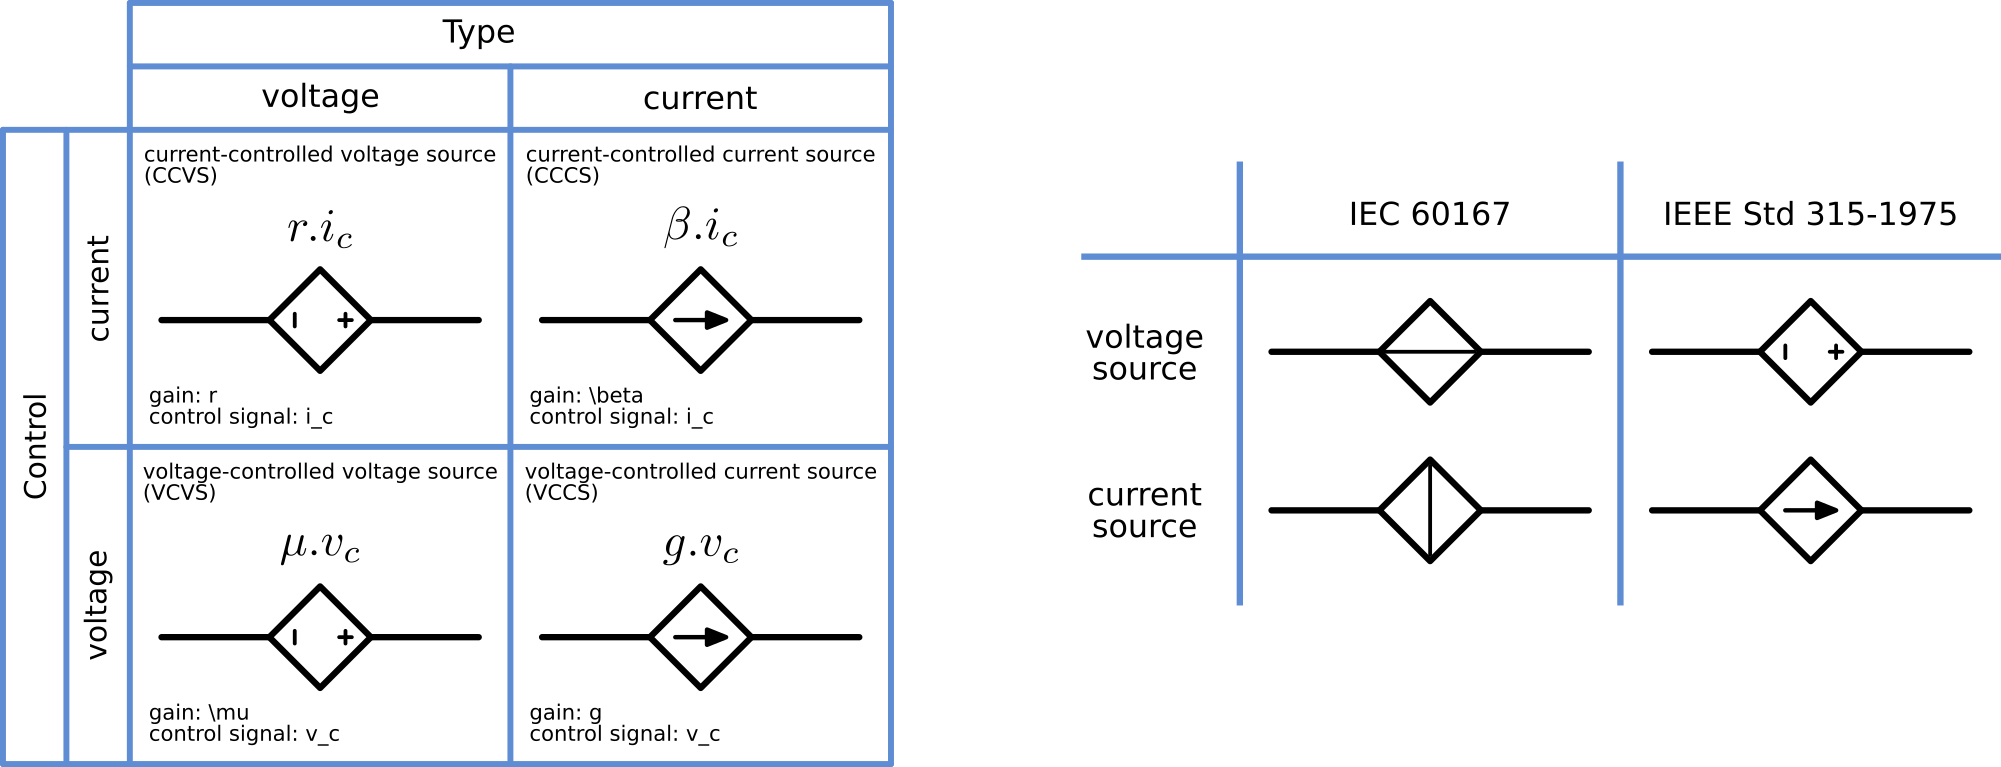 Type
voltage
current
Control
current
voltage
current-controlled voltage source
(CCVS)
r.i_c
- +
gain: r
control signal: i_c
current-controlled current source
(CCCS)
β.i_c
gain: \beta
control signal: i_c
voltage-controlled voltage source
(VCVS)
μ.v_c
- +
gain: \mu
control signal: v_c
voltage-controlled current source
(VCCS)
g.v_c
gain: g
control signal: v_c
IEC 60167
IEEE Std 315-1975
voltage
source
- +
current
source